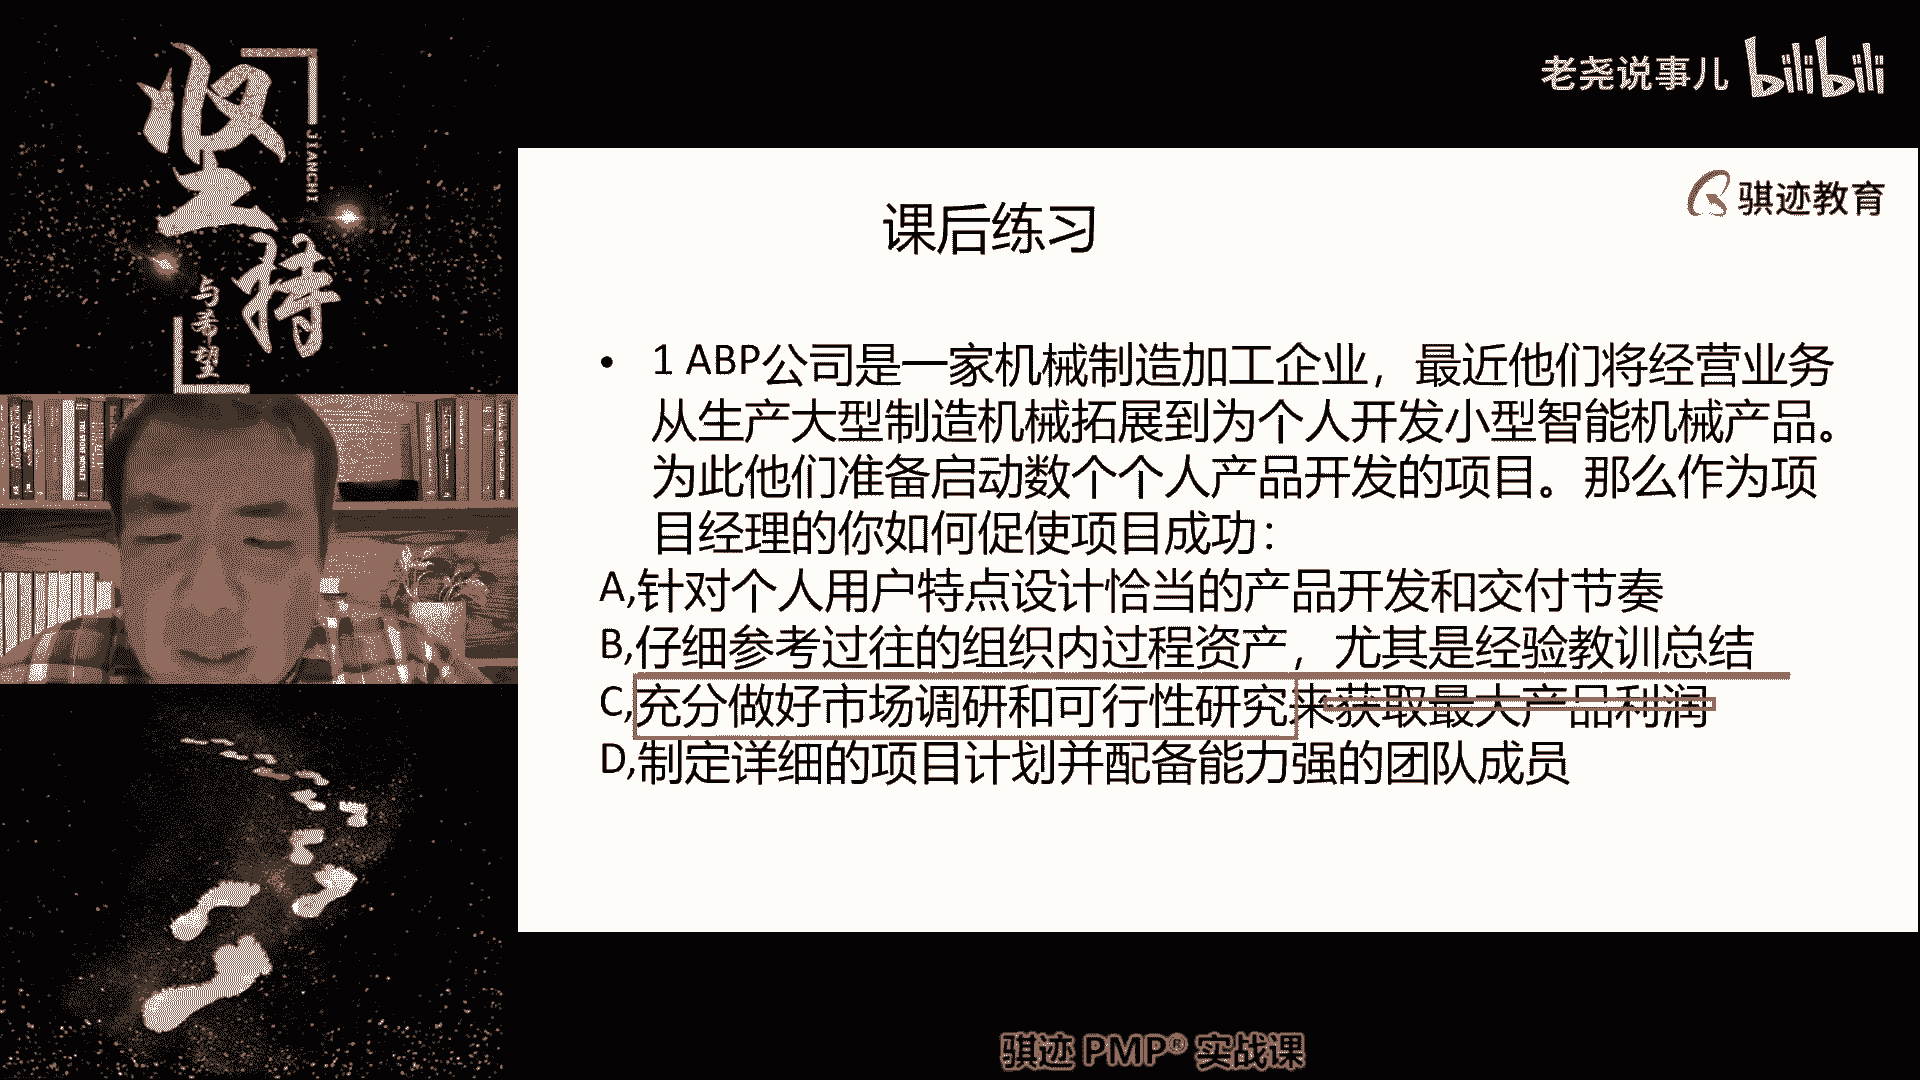 坚持
JIANCHI
与希望
老尧说事儿 bilibili
骐迹教育
课后练习
• 1 ABP公司是一家机械制造加工企业，最近他们将经营业务
从生产大型制造机械拓展到为个人开发小型智能机械产品。
为此他们准备启动数个个人产品开发的项目。那么作为项
目经理的你如何促使项目成功：
A,针对个人用户特点设计恰当的产品开发和交付节奏
B,仔细参考过往的组织内过程资产，尤其是经验教训总结
C,充分做好市场调研和可行性研究来获取最大产品利润
D,制定详细的项目计划并配备能力强的团队成员
骐迹 PMP® 实战课